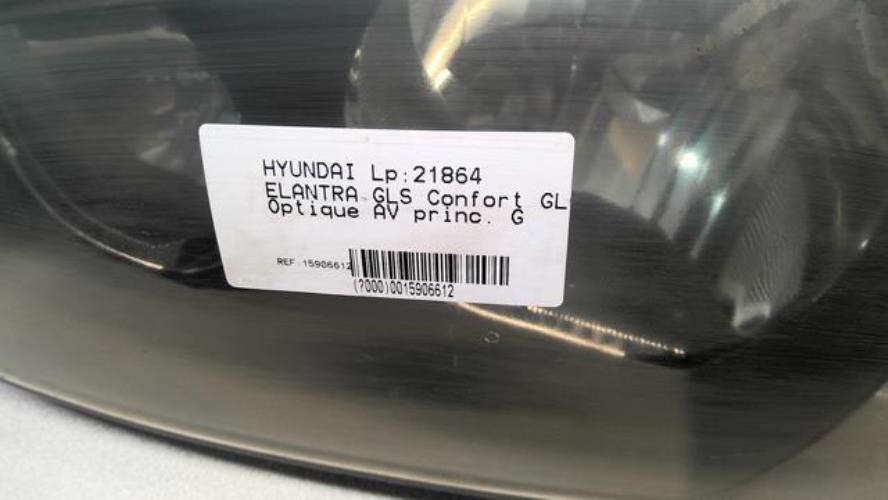 HYUNDAI Lp:21864
ELANTRA GLS Confort GL
Optique AV princ. G
REF 15906612
(?000)0015906612